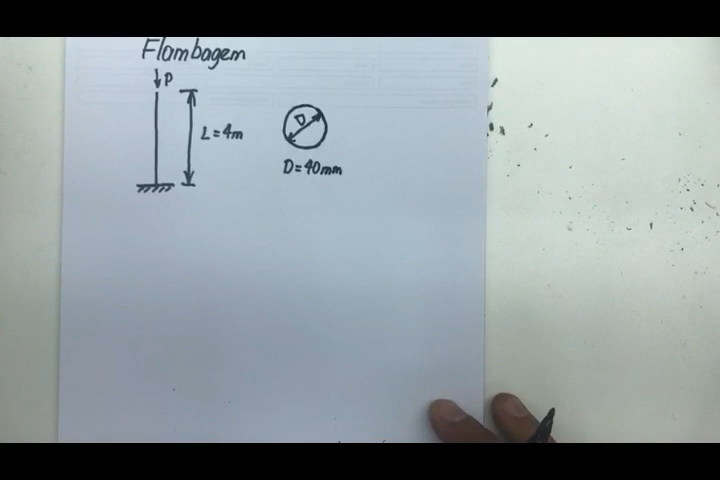 Flambagem
P
L = 4m
D
D = 40mm